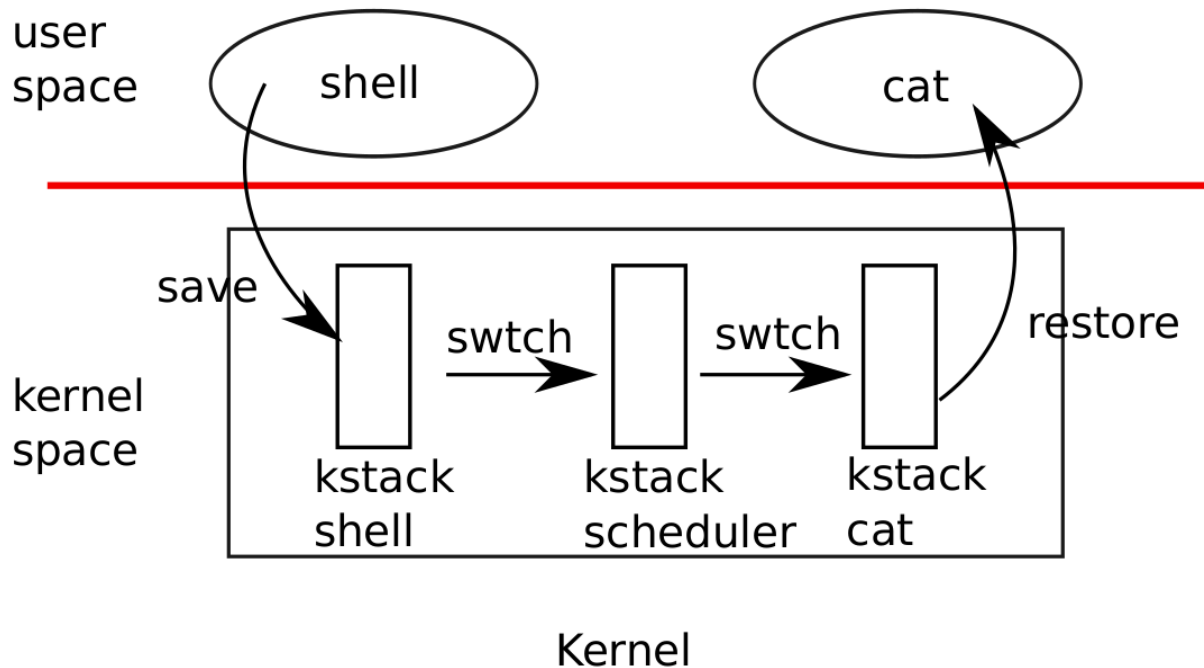 user
space
shell
cat
save
swtch
swtch
restore
kernel
space
kstack
shell
kstack
scheduler
kstack
cat
Kernel